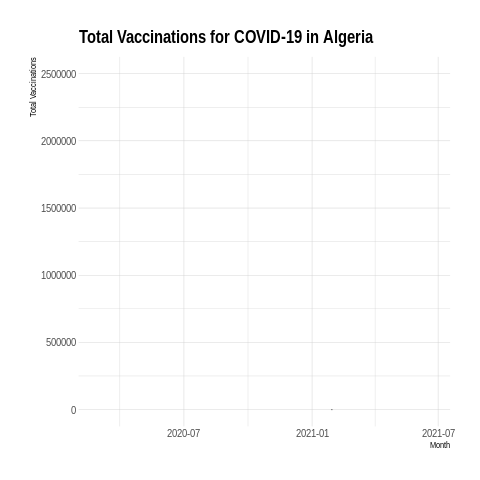 Total Vaccinations for COVID-19 in Algeria
Total Vaccinations
2500000
2000000
1500000
1000000
500000
0
2020-07 2021-01 2021-07
Month